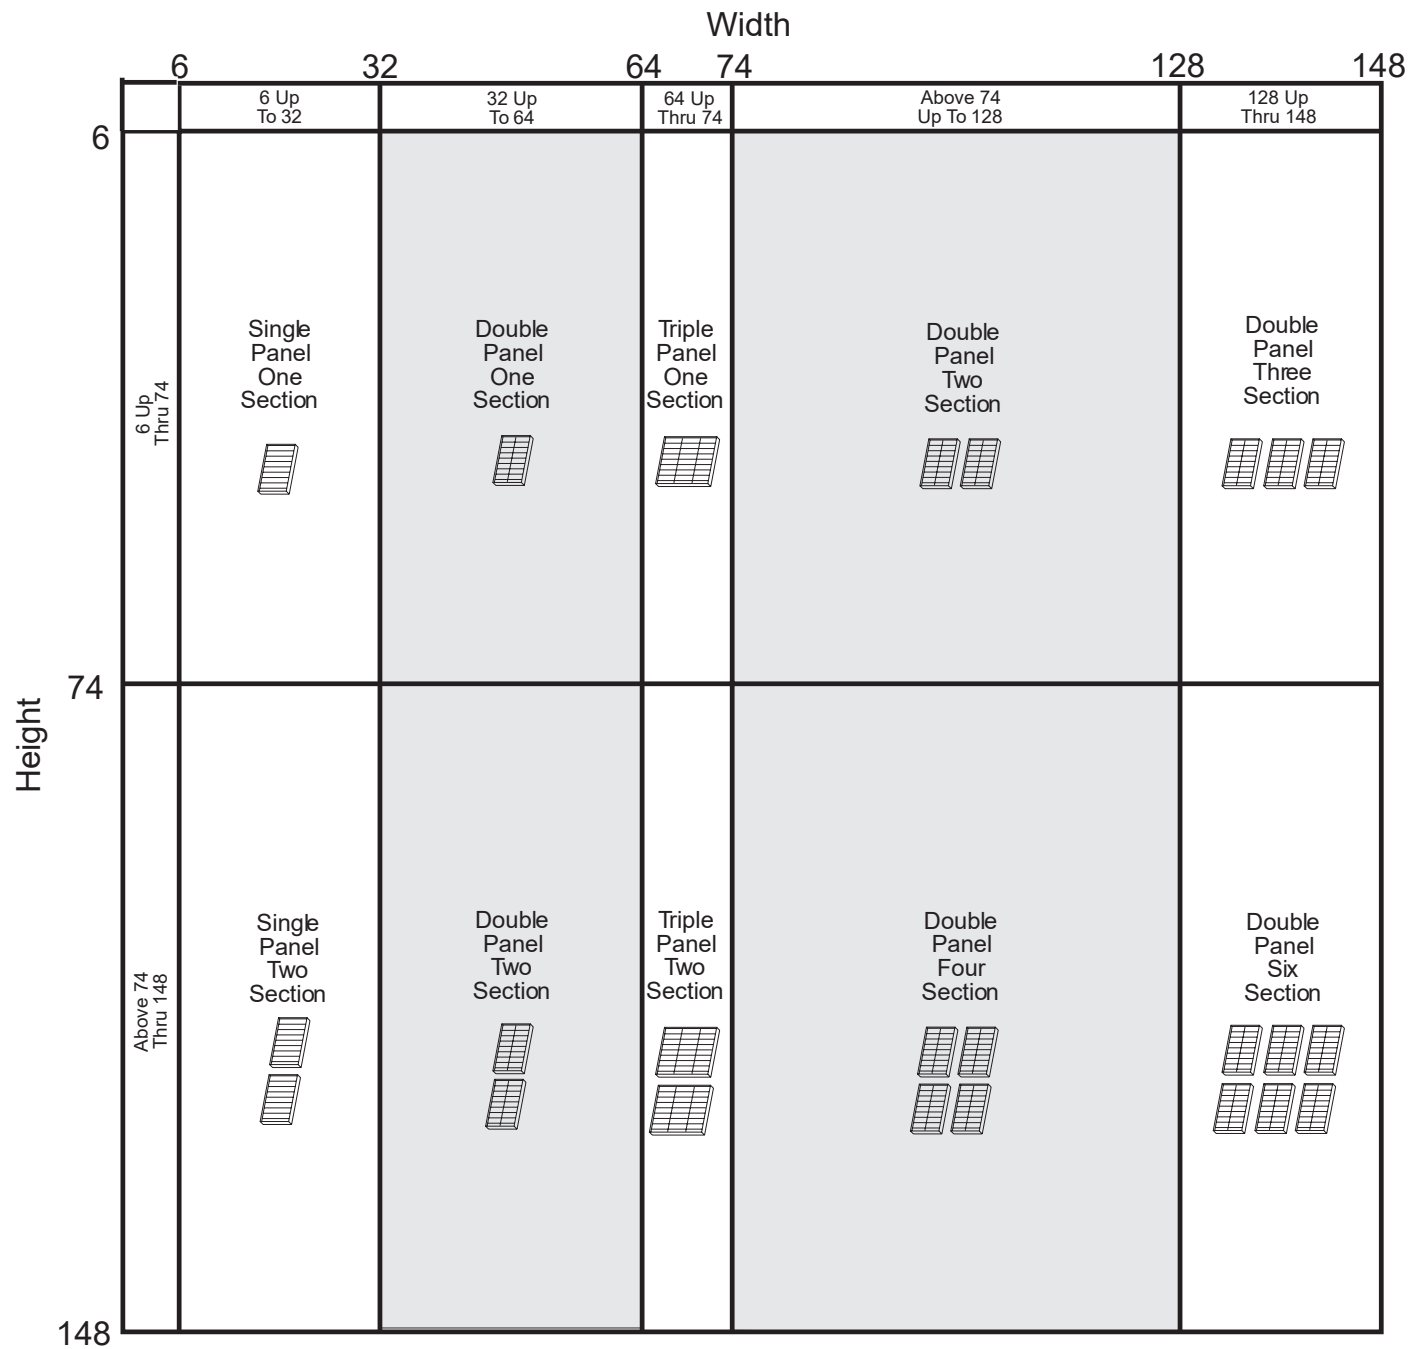 Width
6
32
64
74
128
148
6 Up
To 32
32 Up
To 64
64 Up
Thru 74
Above 74
Up To 128
128 Up
Thru 148
6
6 Up
Thru 74
Single
Panel
One
Section
Double
Panel
One
Section
Triple
Panel
One
Section
Double
Panel
Two
Section
Double
Panel
Three
Section
74
Height
Above 74
Thru 148
Single
Panel
Two
Section
Double
Panel
Two
Section
Triple
Panel
Two
Section
Double
Panel
Four
Section
Double
Panel
Six
Section
148